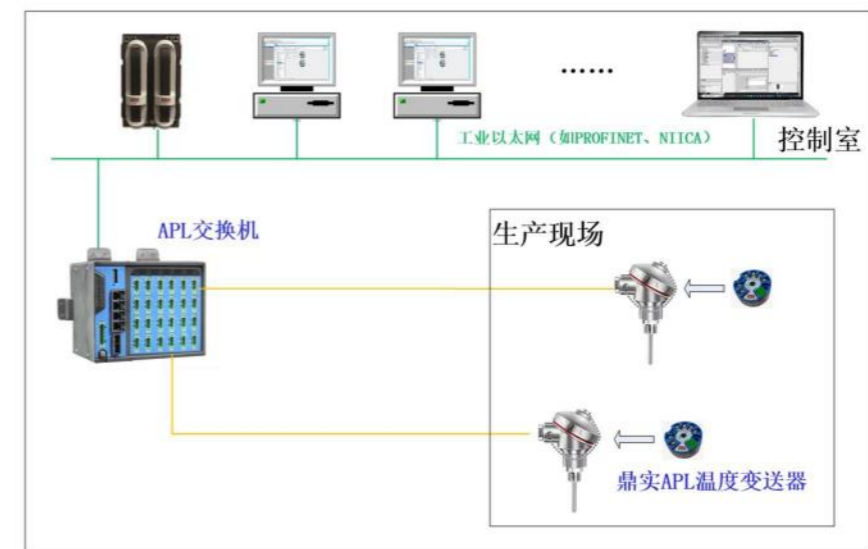 ……
工业以太网（如PROFINET、NIICA）
控制室
APL交换机
生产现场
鼎实APL温度变送器